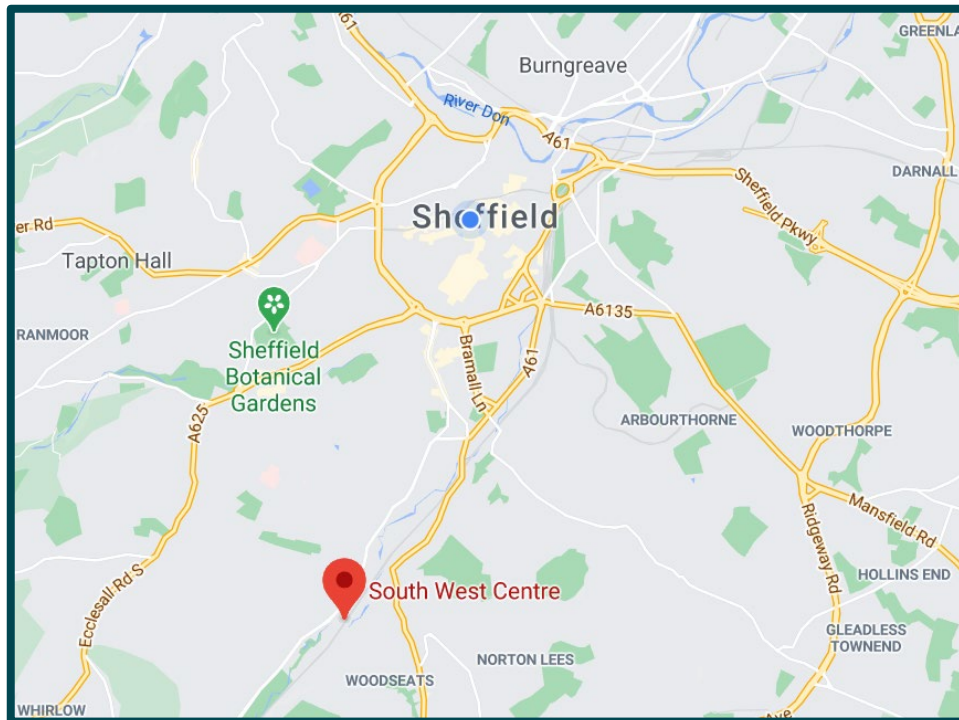 A61
GREENLA
Burngreave
River Don
A61
DARNALL
Sheffield Pkwy
Sheffield
er Rd
Tapton Hall
A6135
RANMOOR
Sheffield
Botanical
Gardens
Bramall Ln
A61
A625
ARBOURTHORNE
WOODTHORPE
Mansfield Rd
Ridgeway Rd
HOLLINS END
Ecclesall Rd S
South West Centre
GLEADLESS
TOWNEND
NORTON LEES
WOODSEATS
WHIRLOW
Ave